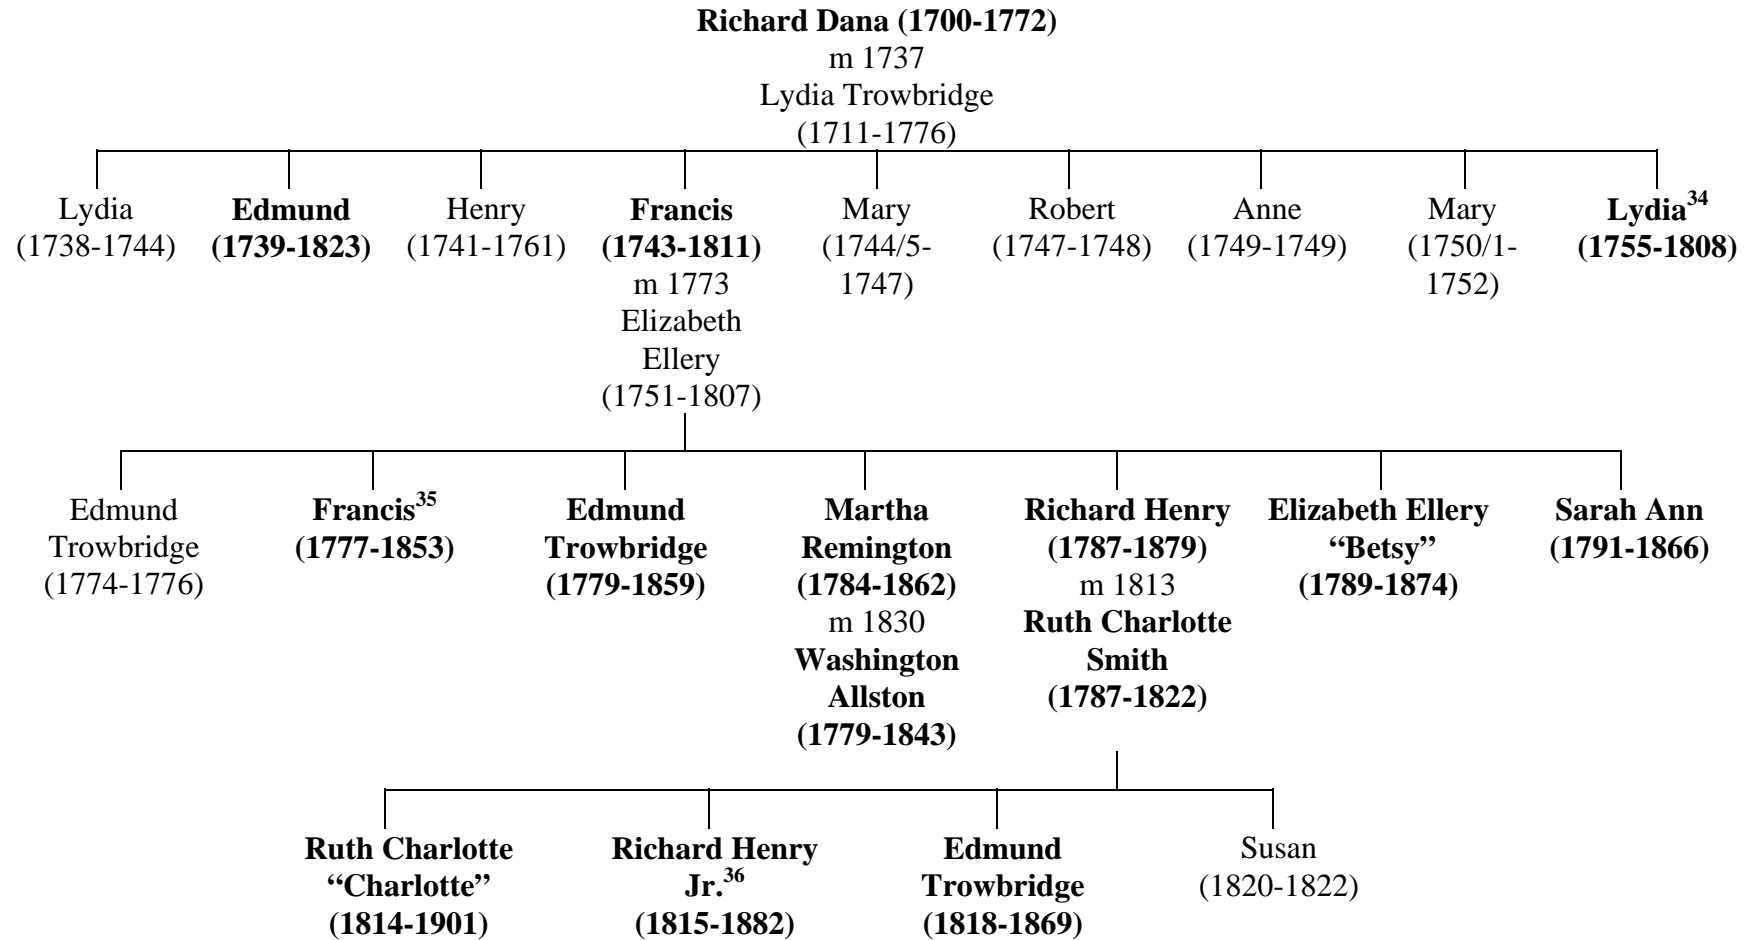 Richard Dana (1700-1772)
m 1737
Lydia Trowbridge
(1711-1776)
Lydia
(1738-1744)
Edmund
(1739-1823)
Henry
(1741-1761)
Francis
(1743-1811)
m 1773
Elizabeth
Ellery
(1751-1807)
Mary
(1744/5-
1747)
Robert
(1747-1748)
Anne
(1749-1749)
Mary
(1750/1-
1752)
Lydia34
(1755-1808)
Edmund
Trowbridge
(1774-1776)
Francis35
(1777-1853)
Edmund
Trowbridge
(1779-1859)
Martha
Remington
(1784-1862)
m 1830
Washington
Allston
(1779-1843)
Richard Henry
(1787-1879)
m 1813
Ruth Charlotte
Smith
(1787-1822)
Elizabeth Ellery
“Betsy”
(1789-1874)
Sarah Ann
(1791-1866)
Ruth Charlotte
“Charlotte”
(1814-1901)
Richard Henry
Jr.36
(1815-1882)
Edmund
Trowbridge
(1818-1869)
Susan
(1820-1822)